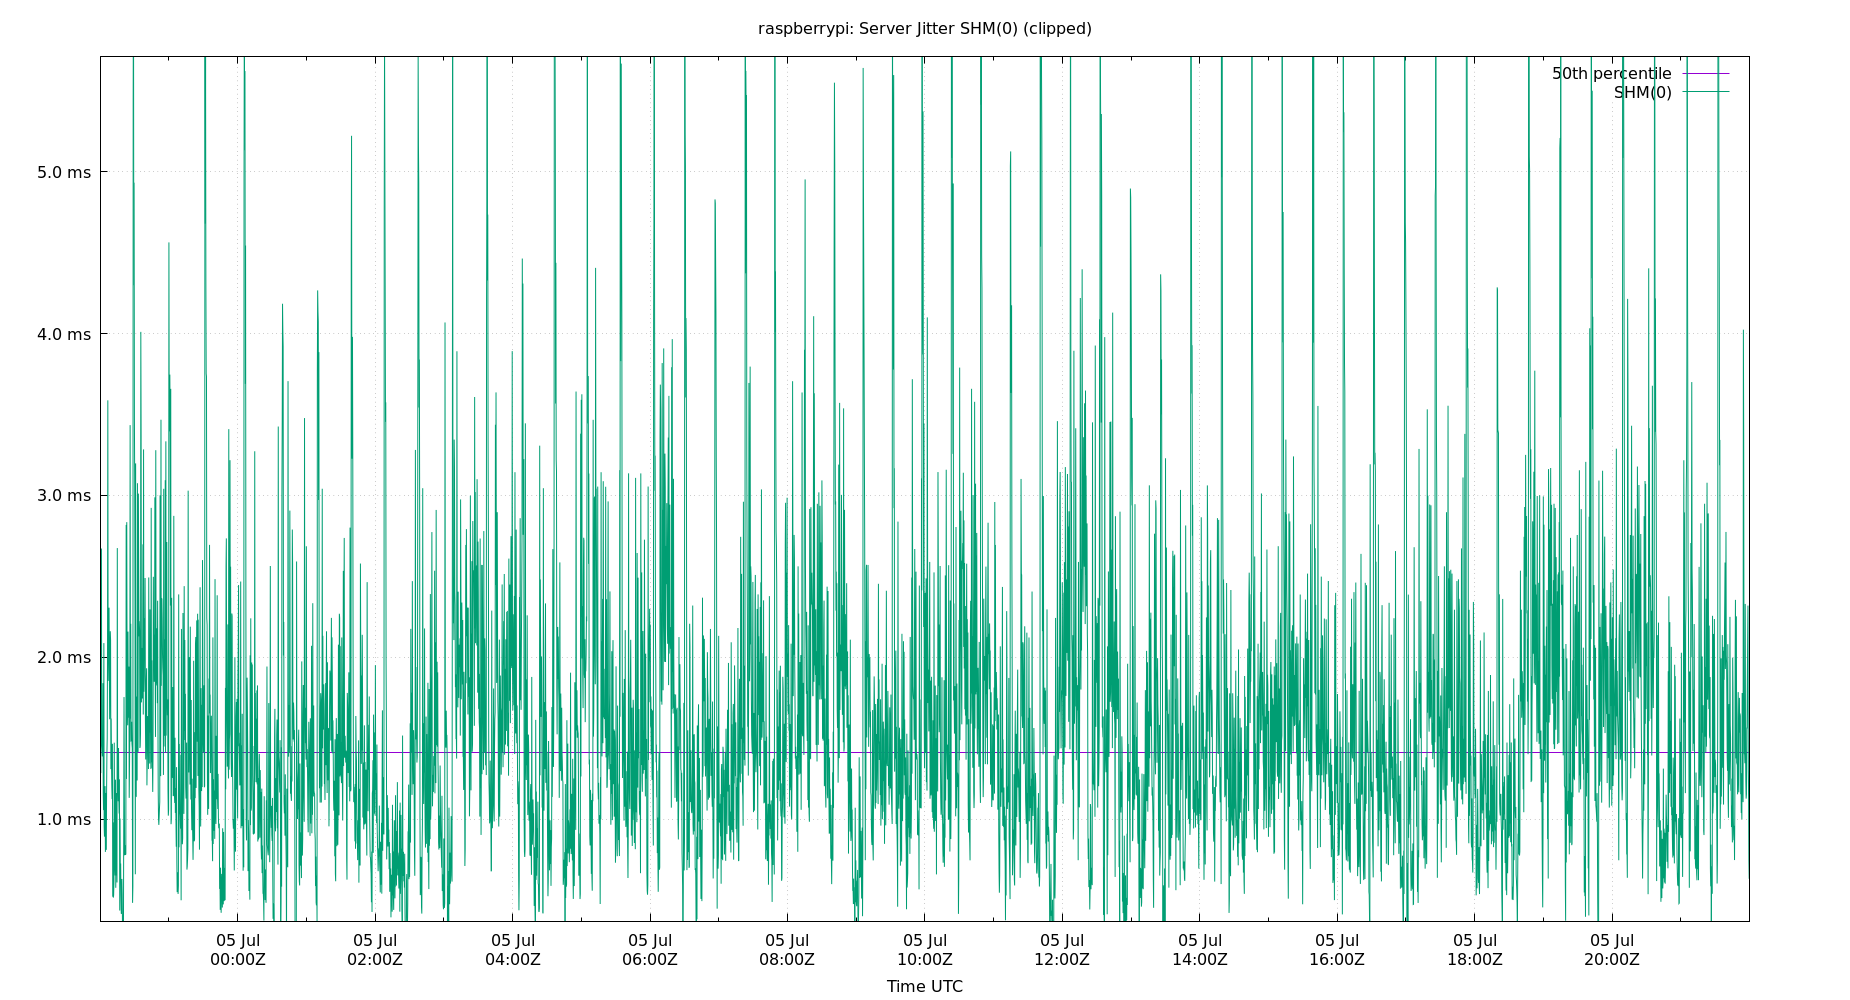 raspberrypi: Server Jitter SHM(0) (clipped)
50th percentile
SHM(0)
5.0 ms
4.0 ms
3.0 ms
2.0 ms
1.0 ms
05 Jul 05 Jul 05 Jul 05 Jul 05 Jul 05 Jul 05 Jul 05 Jul 05 Jul 05 Jul 05 Jul
00:00Z 02:00Z 04:00Z 06:00Z 08:00Z 10:00Z 12:00Z 14:00Z 16:00Z 18:00Z 20:00Z
Time UTC